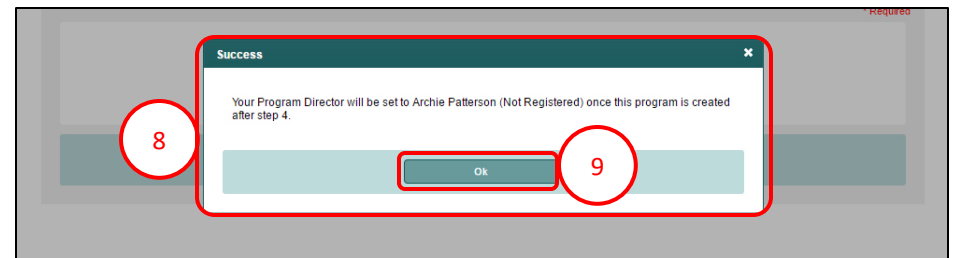 * Required
Success
Your Program Director will be set to Archie Patterson (Not Registered) once this program is created
after step 4.
8
Ok
9